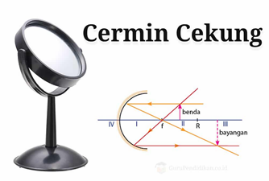 Cermin Cekung
benda
IV I f II R III
bayangan